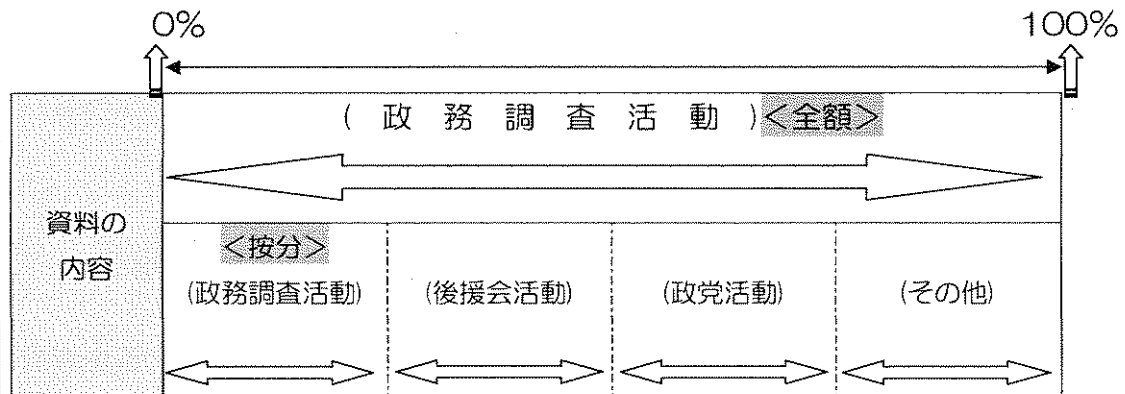 0%
100%
(政務調査活動)<全額>
資料の
内容
<按分>
(政務調査活動)
(後援会活動)
(政党活動)
(その他)